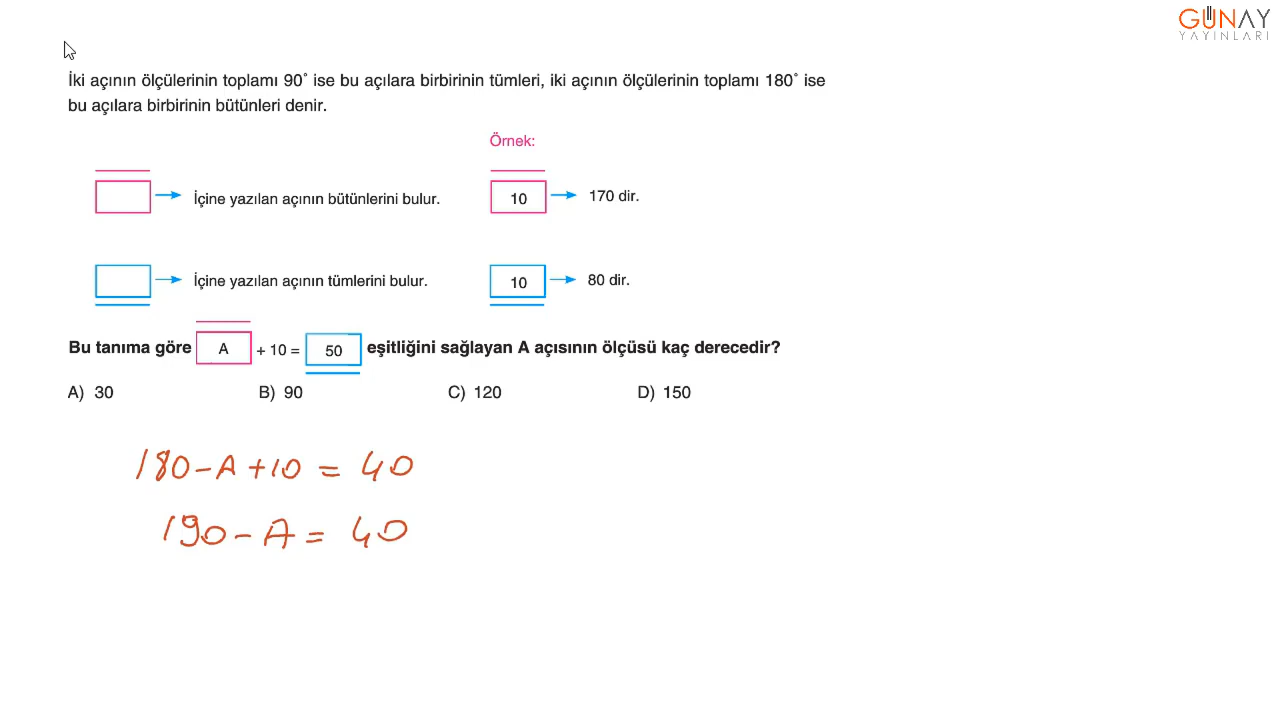 GÜNAY
YAYINLARI
İki açının ölçülerinin toplamı 90° ise bu açılara birbirinin tümleri, iki açının ölçülerinin toplamı 180° ise
bu açılara birbirinin bütünleri denir.
Örnek:
İçine yazılan açının bütünlerini bulur. 10 170 dir.
İçine yazılan açının tümlerini bulur. 10 80 dir.
Bu tanıma göre A + 10 = 50 eşitliğini sağlayan A açısının ölçüsü kaç derecedir?
A) 30 B) 90 C) 120 D) 150
180 - A + 10 = 40
190 - A = 40